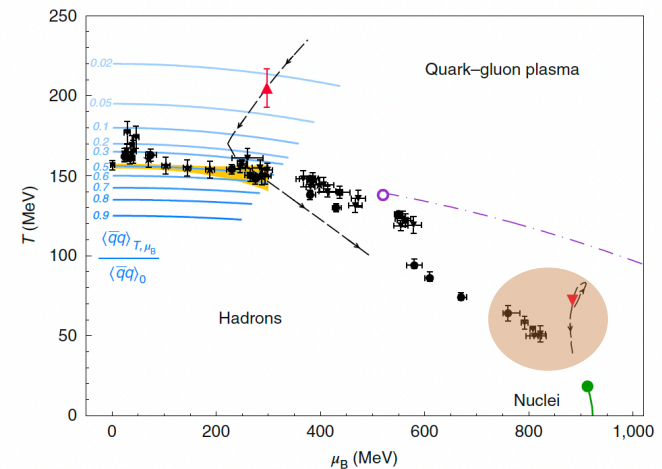 250
200
150
100
50
0
T (MeV)
0.02
0.05
0.1
0.2
0.3
0.5
0.6
0.7
0.8
0.9
⟨q̅q⟩T,μB
⟨q̅q⟩0
Quark–gluon plasma
Hadrons
Nuclei
0 200 400 600 800 1,000
μB (MeV)